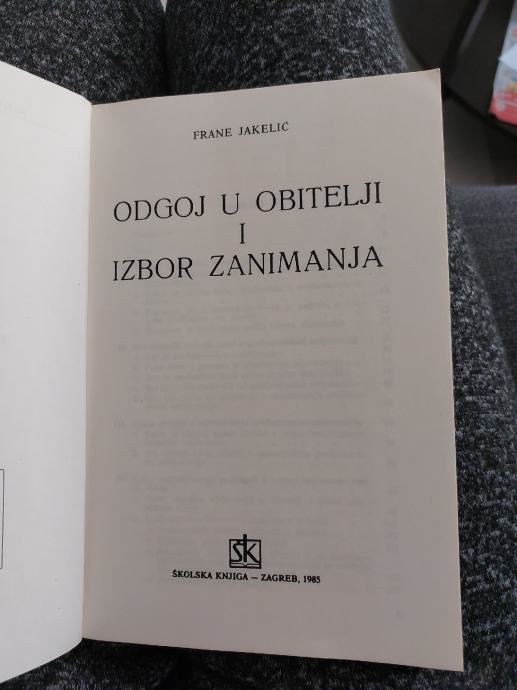 FRANE JAKELIĆ
ODGOJ U OBITELJI
I
IZBOR ZANIMANJA
ŠK
ŠKOLSKA KNJIGA — ZAGREB, 1985